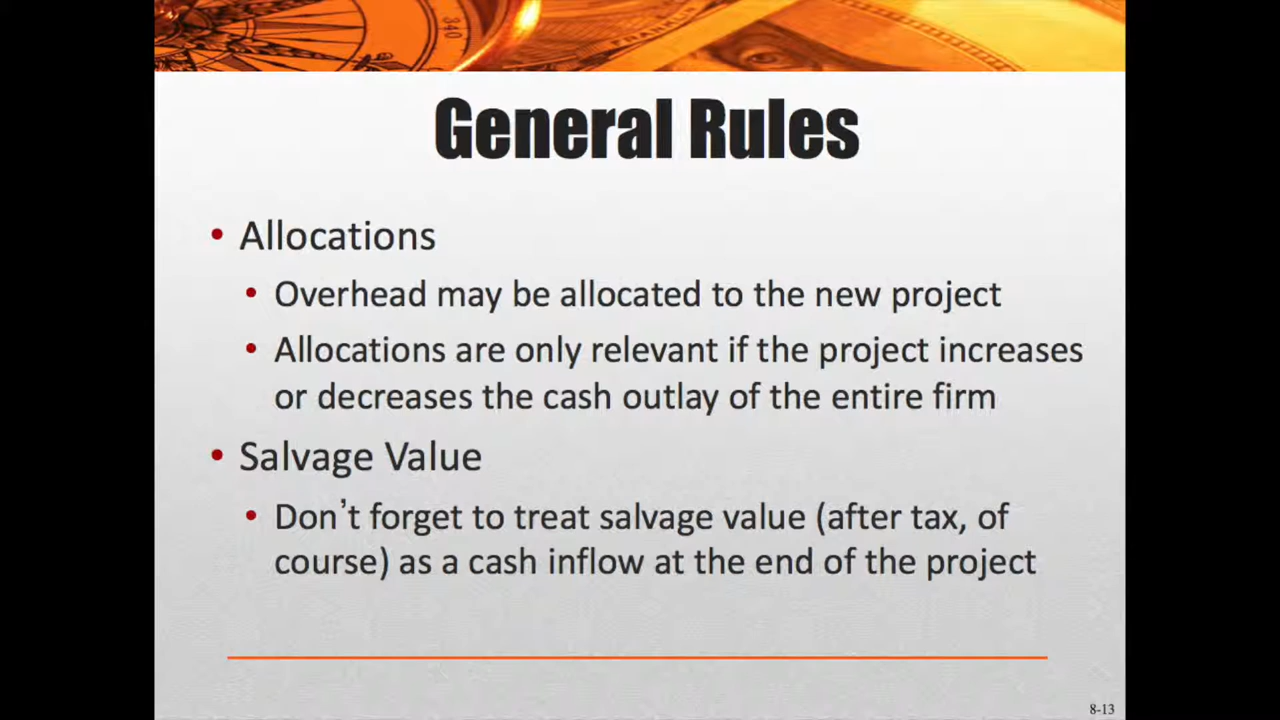 340
FRANKLIN
General Rules
• Allocations
• Overhead may be allocated to the new project
• Allocations are only relevant if the project increases
or decreases the cash outlay of the entire firm
• Salvage Value
• Don’t forget to treat salvage value (after tax, of
course) as a cash inflow at the end of the project
8-13